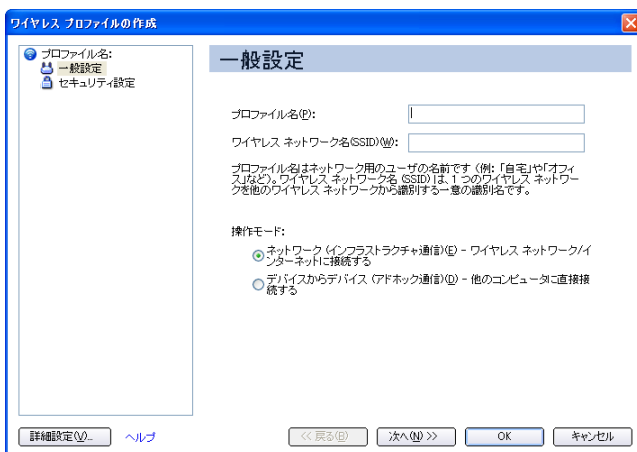 ワイヤレス プロファイルの作成
プロファイル名:
一般設定
セキュリティ設定
一般設定
プロファイル名(P):
ワイヤレス ネットワーク名(SSID)(W):
プロファイル名はネットワーク用のユーザの名前です (例: 「自宅」や「オフィ
ス」など)。ワイヤレス ネットワーク名 (SSID) は、1 つのワイヤレス ネットワー
クを他のワイヤレス ネットワークから識別する一意の識別名です。
操作モード:
ネットワーク (インフラストラクチャ通信)(E) - ワイヤレス ネットワーク/イ
ンターネットに接続する
デバイスからデバイス (アドホック通信)(D) - 他のコンピュータに直接接
続する
詳細設定(V)...
ヘルプ
<< 戻る(B)
次へ(N) >>
OK
キャンセル